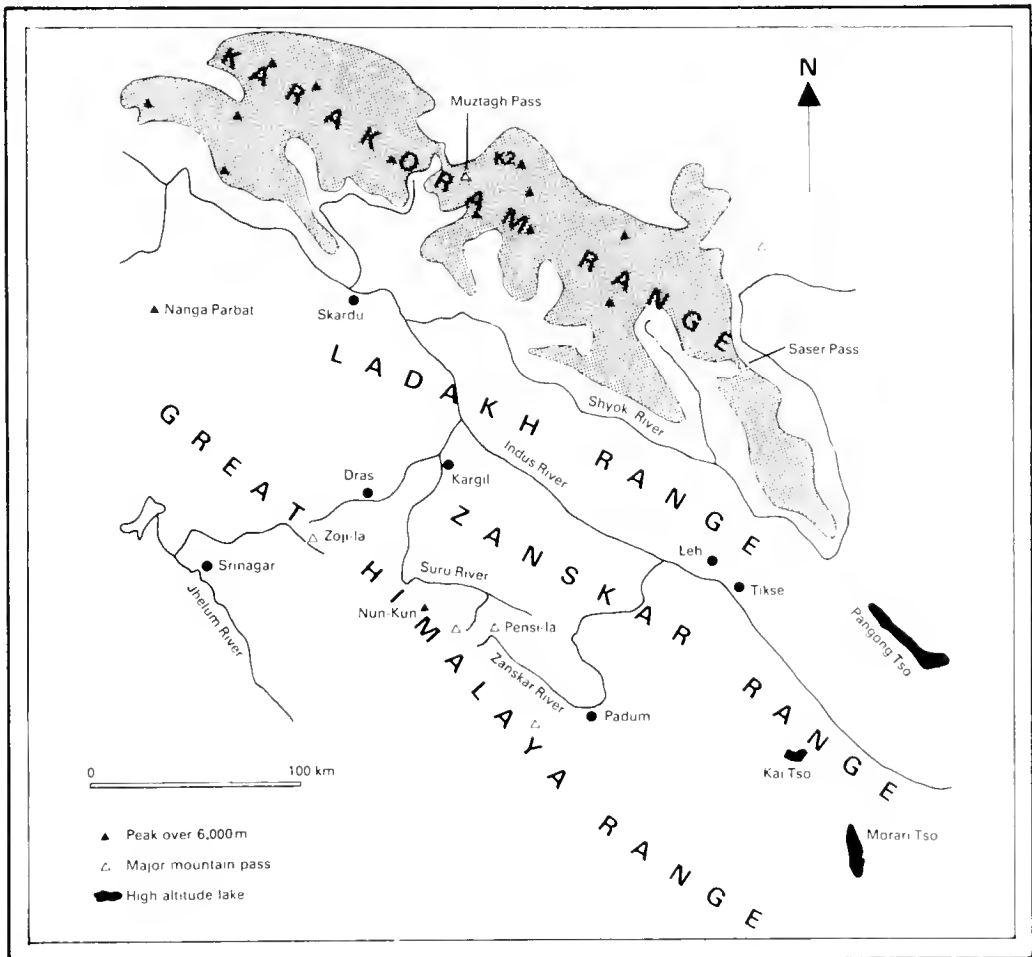 KARAKORAM RANGE
N
Muztagh Pass
K2
Nanga Parbat
Skardu
Saser Pass
LADAKH RANGE
Shyok River
GREAT HIMALAYA RANGE
Indus River
Dras
Kargil
ZANSKAR RANGE
Zoji-la
Srinagar
Leh
Tikse
Suru River
Nun-Kun
Pensi-la
Jhelum River
Pangong Tso
Zanskar River
Padum
Kai Tso
Morari Tso
0 100 km
Peak over 6,000m
Major mountain pass
High altitude lake